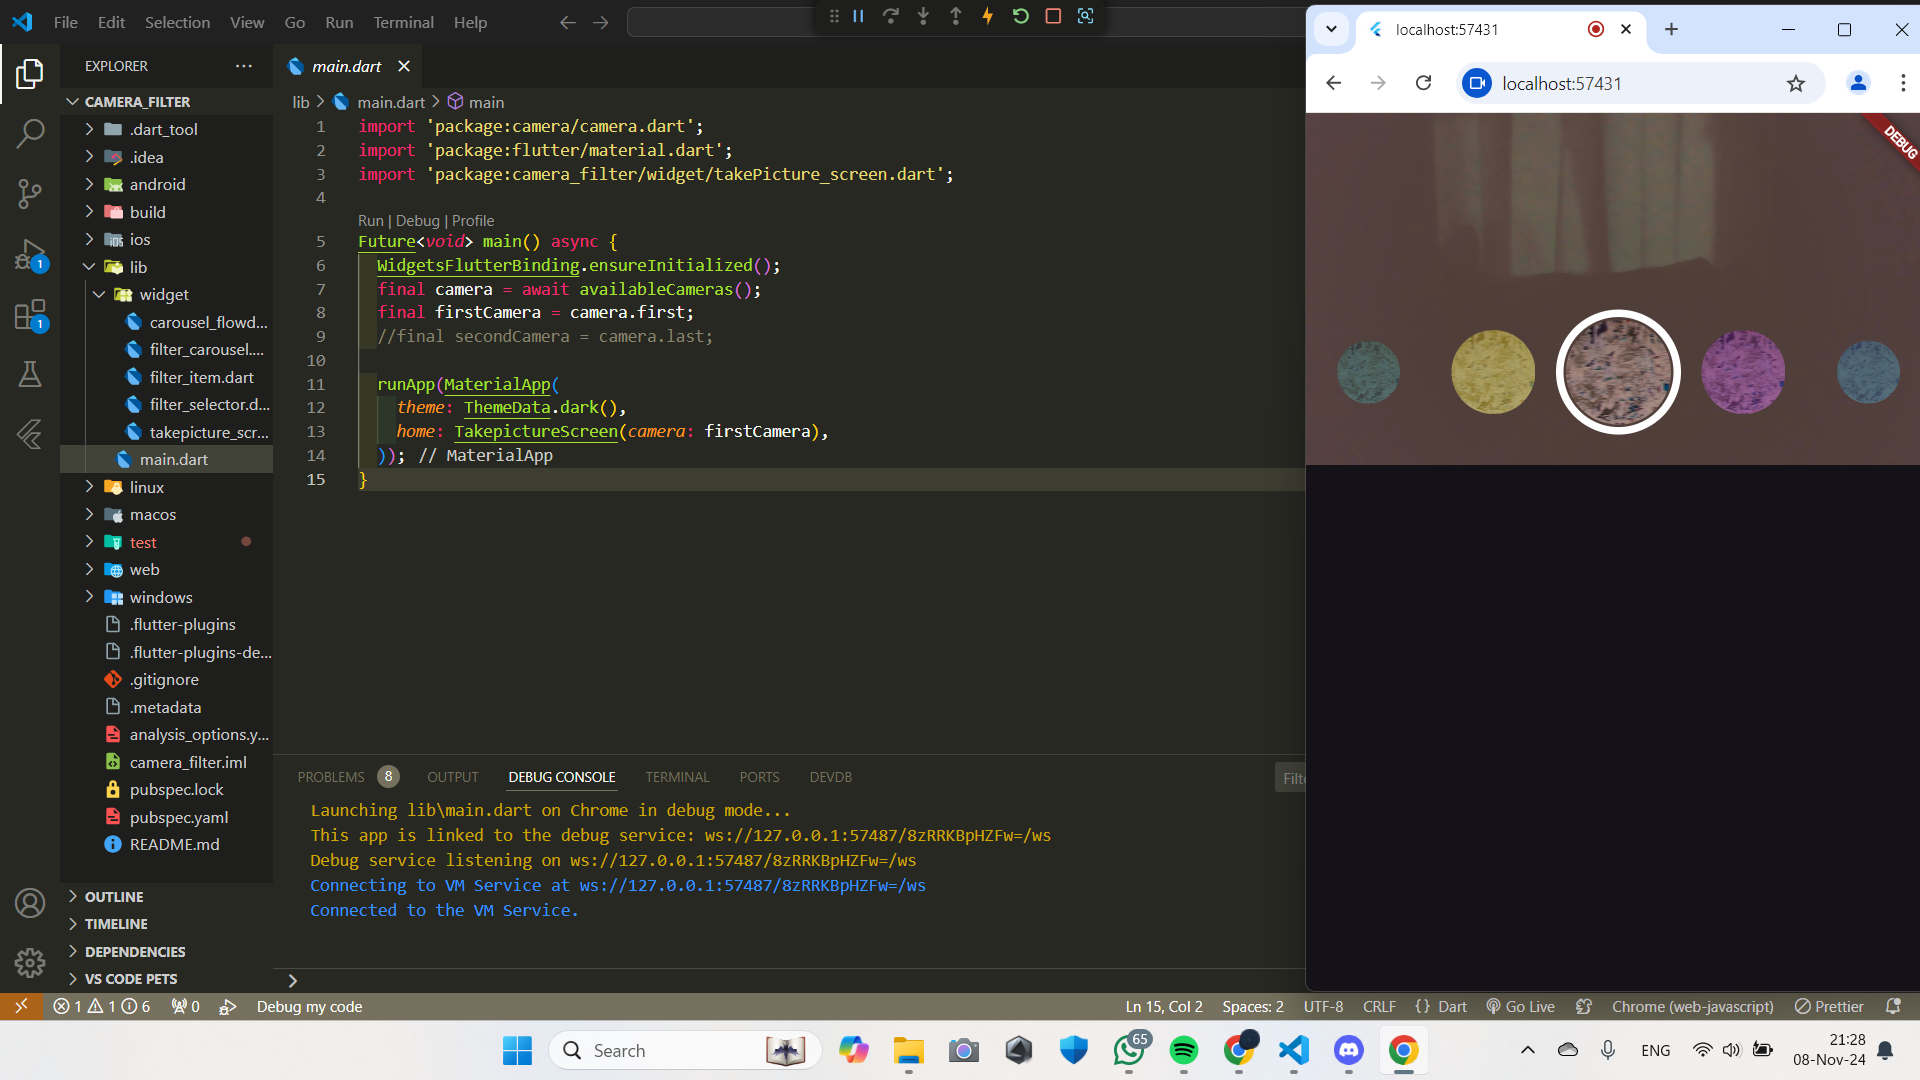 File Edit Selection View Go Run Terminal Help
EXPLORER
CAMERA_FILTER
.dart_tool
.idea
android
build
ios
lib
widget
carousel_flowd...
filter_carousel....
filter_item.dart
filter_selector.d...
takepicture_scr...
main.dart
linux
macos
test
web
windows
.flutter-plugins
.flutter-plugins-de...
.gitignore
.metadata
analysis_options.y...
camera_filter.iml
pubspec.lock
pubspec.yaml
README.md
OUTLINE
TIMELINE
DEPENDENCIES
VS CODE PETS
1
1
main.dart
lib > main.dart > main
1 import 'package:camera/camera.dart';
2 import 'package:flutter/material.dart';
3 import 'package:camera_filter/widget/takePicture_screen.dart';
4
Run | Debug | Profile
5 Future<void> main() async {
6 WidgetsFlutterBinding.ensureInitialized();
7 final camera = await availableCameras();
8 final firstCamera = camera.first;
9 //final secondCamera = camera.last;
10
11 runApp(MaterialApp(
12 theme: ThemeData.dark(),
13 home: TakepictureScreen(camera: firstCamera),
14 )); // MaterialApp
15 }
PROBLEMS 8 OUTPUT DEBUG CONSOLE TERMINAL PORTS DEVDB Filte
Launching lib\main.dart on Chrome in debug mode...
This app is linked to the debug service: ws://127.0.0.1:57487/8zRRKBpHZFw=/ws
Debug service listening on ws://127.0.0.1:57487/8zRRKBpHZFw=/ws
Connecting to VM Service at ws://127.0.0.1:57487/8zRRKBpHZFw=/ws
Connected to the VM Service.
>
localhost:57431
localhost:57431
DEBUG
1 1 6 0 Debug my code Ln 15, Col 2 Spaces: 2 UTF-8 CRLF {} Dart Go Live Chrome (web-javascript) Prettier
Search 65 ENG 21:28
08-Nov-24